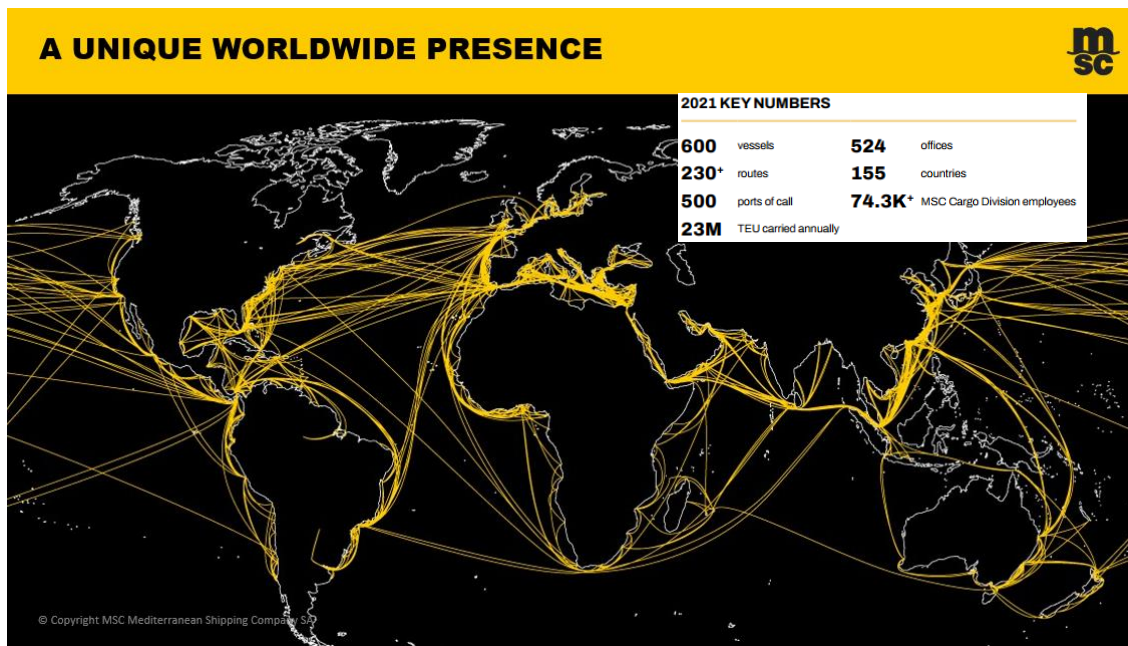 A UNIQUE WORLDWIDE PRESENCE
msc
2021 KEY NUMBERS
600 vessels
524 offices
230+ routes
155 countries
500 ports of call
74.3K+ MSC Cargo Division employees
23M TEU carried annually
© Copyright MSC Mediterranean Shipping Company SA